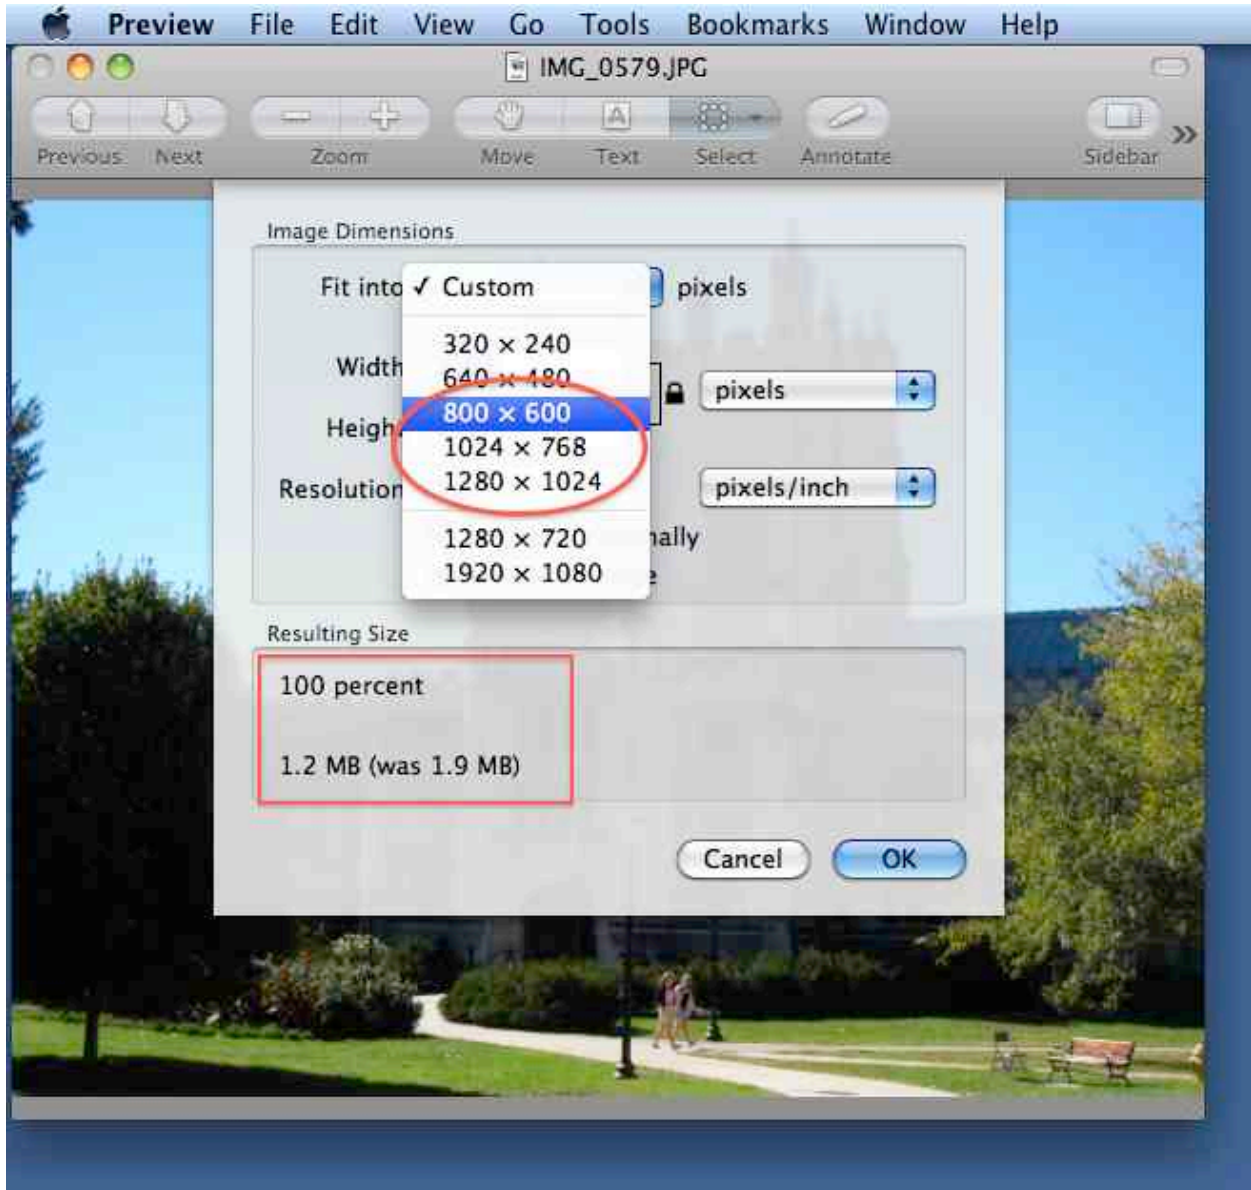 Preview File Edit View Go Tools Bookmarks Window Help
IMG_0579.JPG
Previous Next Zoom Move Text Select Annotate Sidebar
Image Dimensions
Fit into ✓ Custom pixels
320 × 240
Width
640 × 480
pixels
800 × 600
Heigh
1024 × 768
1280 × 1024
Resolution pixels/inch
1280 × 720 nally
1920 × 1080 e
Resulting Size
100 percent
1.2 MB (was 1.9 MB)
Cancel OK